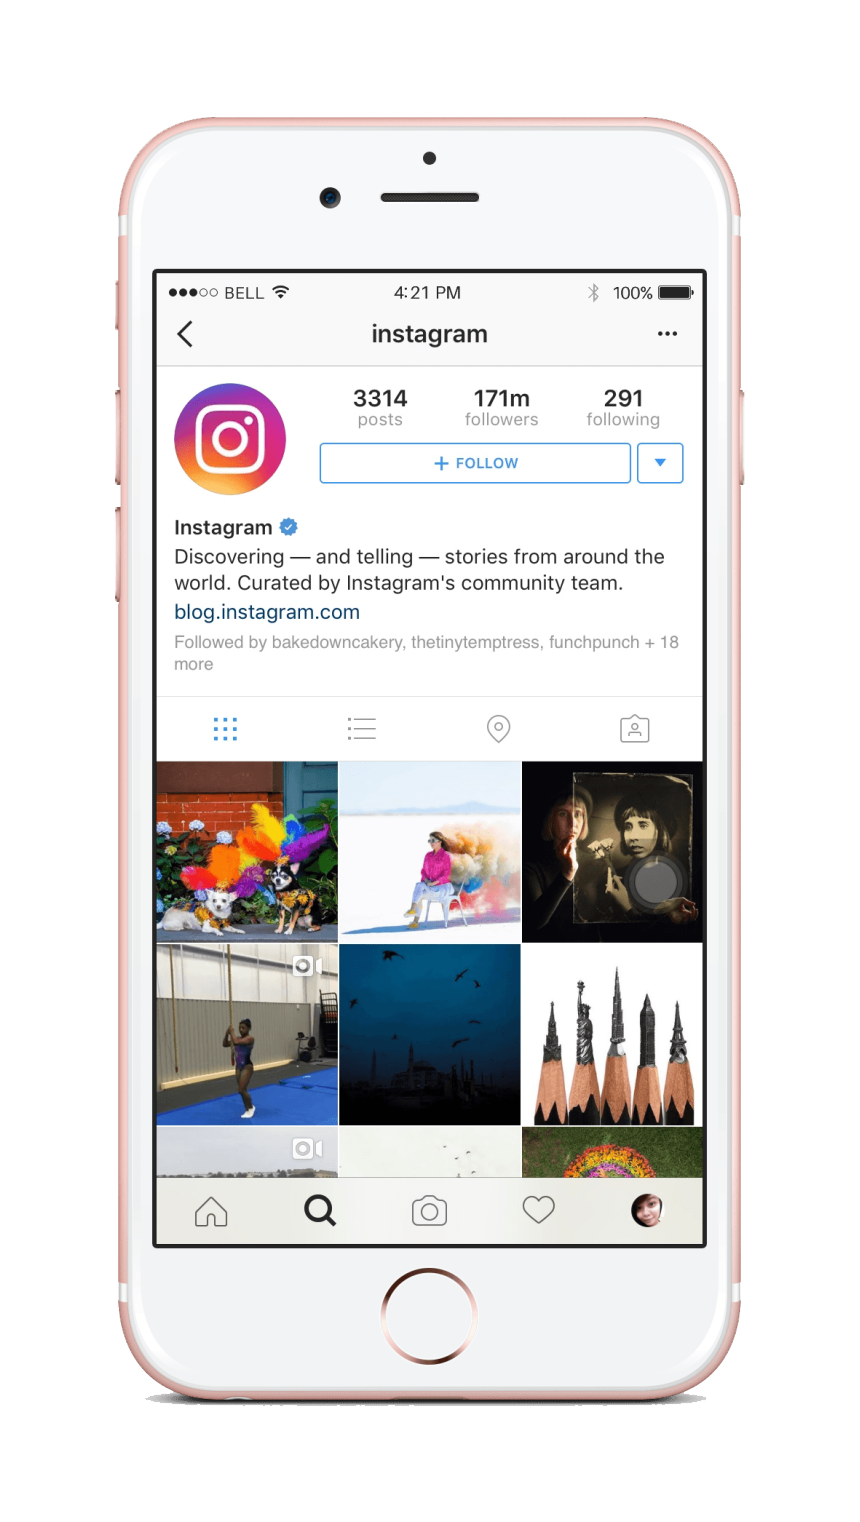 BELL 4:21 PM 100%
instagram
3314 171m 291
posts followers following
+ FOLLOW
Instagram
Discovering — and telling — stories from around the
world. Curated by Instagram's community team.
blog.instagram.com
Followed by bakedowncakery, thetinytemptress, funchpunch + 18
more